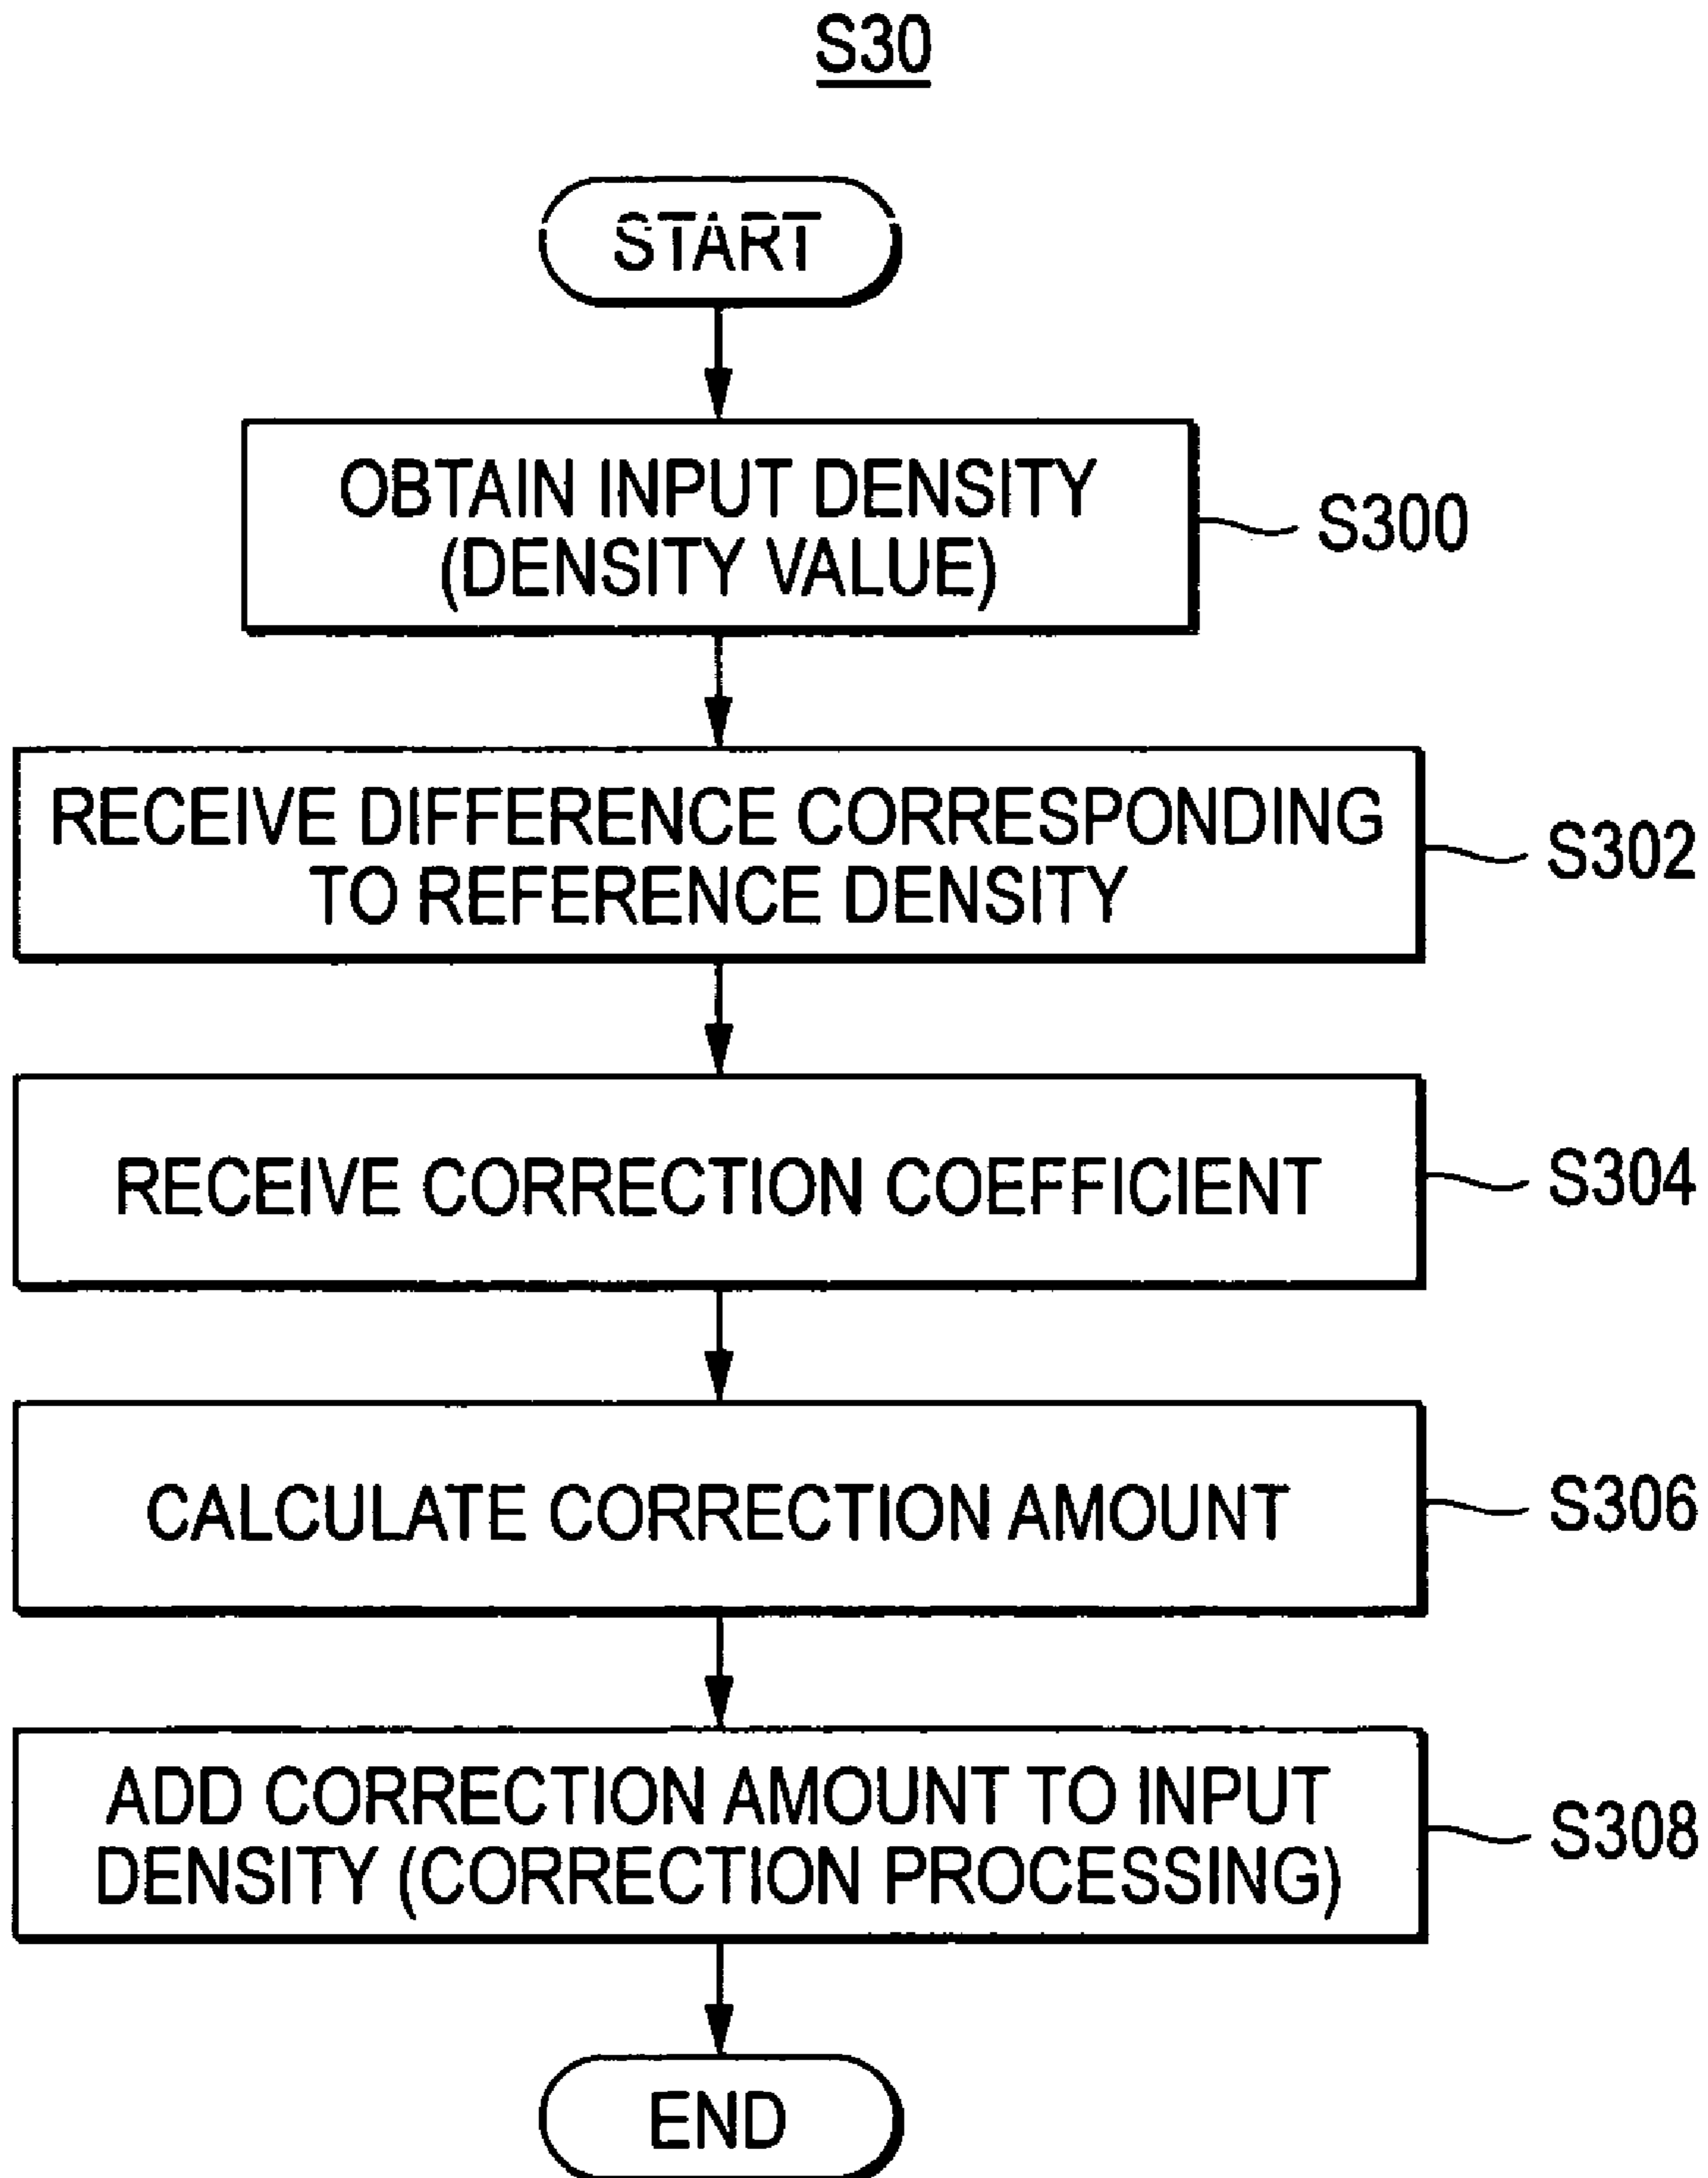 S30
START
OBTAIN INPUT DENSITY
(DENSITY VALUE)
S300
RECEIVE DIFFERENCE CORRESPONDING
TO REFERENCE DENSITY
S302
RECEIVE CORRECTION COEFFICIENT
S304
CALCULATE CORRECTION AMOUNT
S306
ADD CORRECTION AMOUNT TO INPUT
DENSITY (CORRECTION PROCESSING)
S308
END